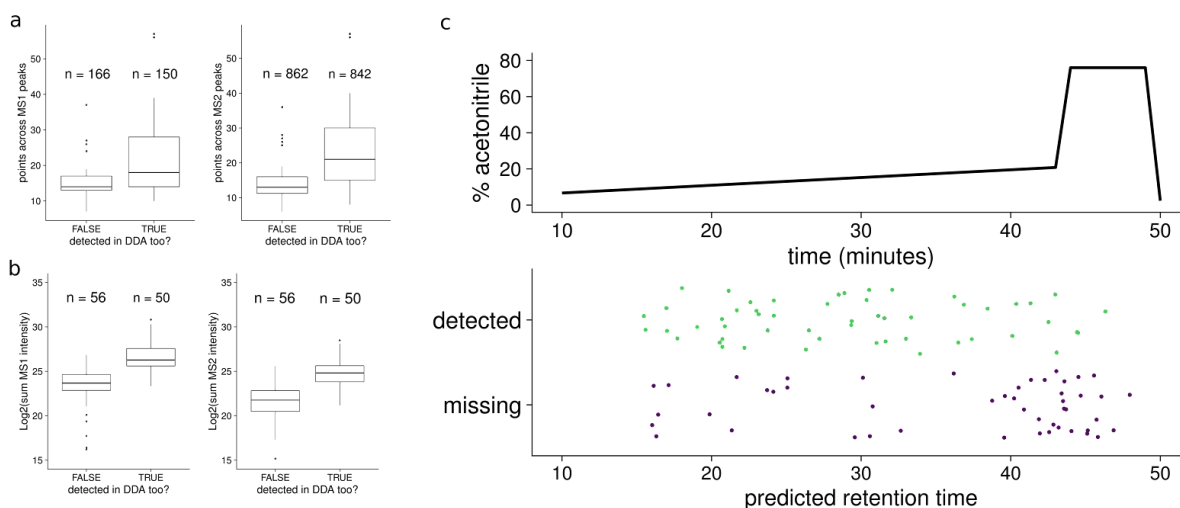 a
points across MS1 peaks
50
40
30
20
10
n = 166
n = 150
FALSE
TRUE
detected in DDA too?
points across MS2 peaks
50
40
30
20
10
n = 862
n = 842
FALSE
TRUE
detected in DDA too?
b
Log2(sum MS1 intensity)
35
30
25
20
15
n = 56
n = 50
FALSE
TRUE
detected in DDA too?
Log2(sum MS2 intensity)
35
30
25
20
15
n = 56
n = 50
FALSE
TRUE
detected in DDA too?
c
% acetonitrile
80
60
40
20
0
10
20
30
40
50
time (minutes)
detected
missing
10
20
30
40
50
predicted retention time